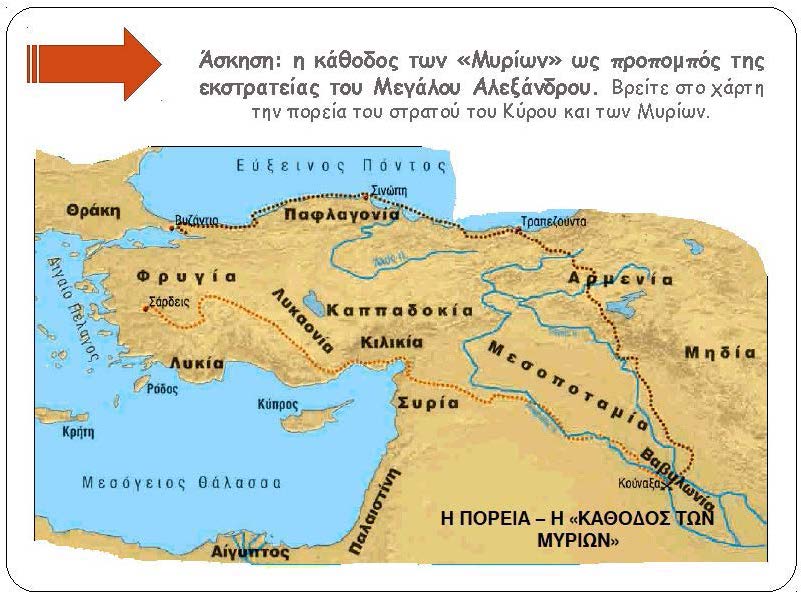 Άσκηση: η κάθοδος των «Μυρίων» ως προπομπός της
εκστρατείας του Μεγάλου Αλεξάνδρου. Βρείτε στο χάρτη
την πορεία του στρατού του Κύρου και των Μυρίων.
Εύξεινος Πόντος
Σινώπη
Θράκη
Βυζάντιο
Παφλαγονία
Τραπεζούντα
Αιγαίο Πέλαγος
Φρυγία
Αρμενία
Σάρδεις
Λυκαονία
Καππαδοκία
Κιλικία
Μηδία
Λυκία
Μεσοποταμία
Ρόδος
Κύπρος
Συρία
Κρήτη
Βαβυλωνία
Μεσόγειος Θάλασσα
Κούναξα
Παλαιστίνη
Αίγυπτος
Η ΠΟΡΕΙΑ – Η «ΚΑΘΟΔΟΣ ΤΩΝ
ΜΥΡΙΩΝ»